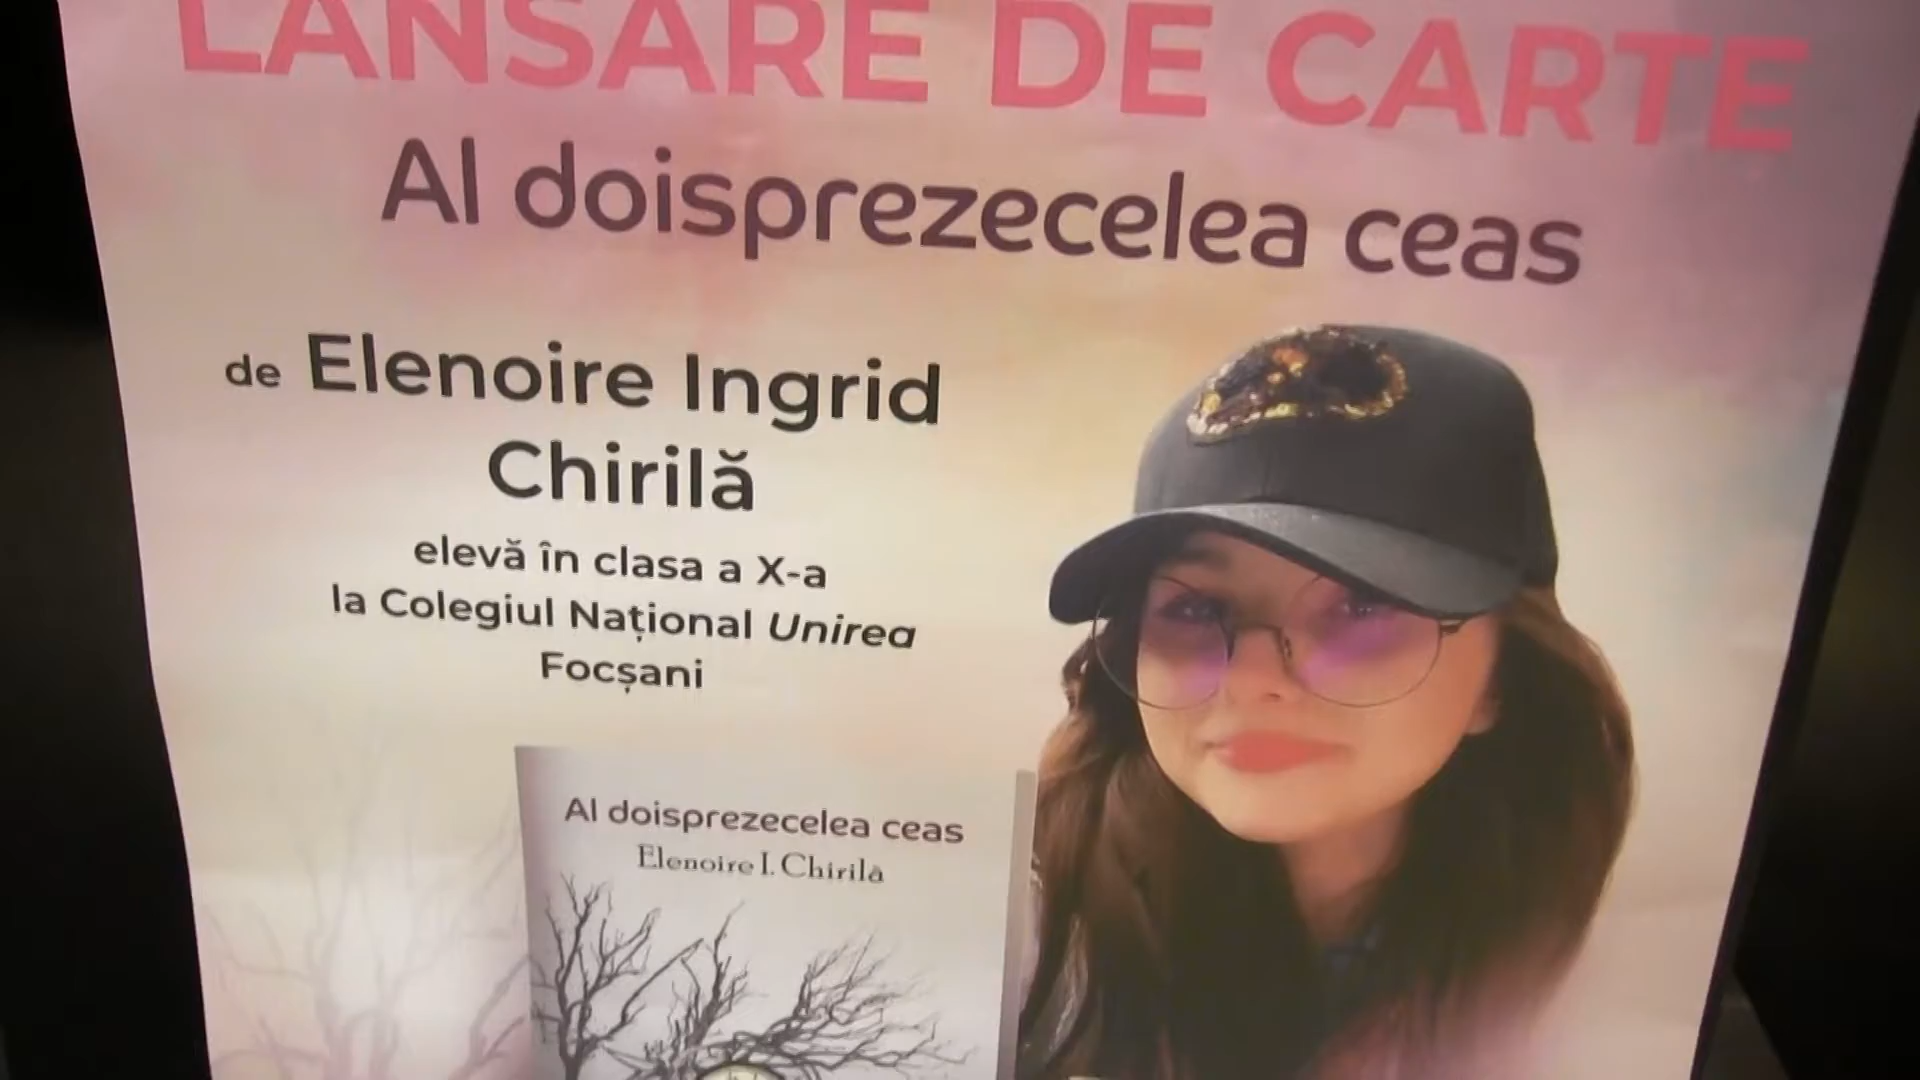 LANSARE DE CARTE
Al doisprezecelea ceas
de Elenoire Ingrid
Chirilă
elevă în clasa a X-a
la Colegiul Național Unirea
Focșani
Al doisprezecelea ceas
Elenoire I. Chirilă